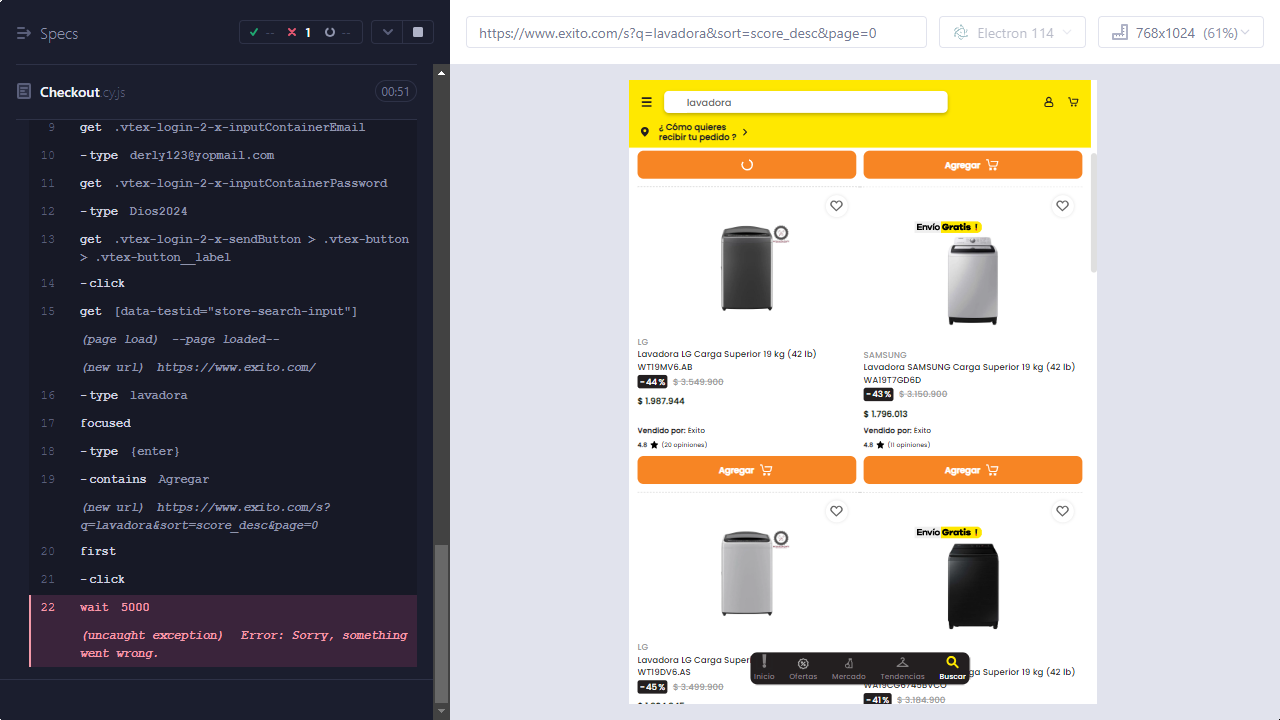 Specs
-- 1 --
Checkout cy.js
00:51
9 get .vtex-login-2-x-inputContainerEmail
10 -type derly123@yopmail.com
11 get .vtex-login-2-x-inputContainerPassword
12 -type Dios2024
13 get .vtex-login-2-x-sendButton > .vtex-button
> .vtex-button__label
14 -click
15 get [data-testid="store-search-input"]
(page load) --page loaded--
(new url) https://www.exito.com/
16 -type lavadora
17 focused
18 -type {enter}
19 -contains Agregar
(new url) https://www.exito.com/s?
q=lavadora&sort=score_desc&page=0
20 first
21 -click
22 wait 5000
(uncaught exception) Error: Sorry, something
went wrong.
https://www.exito.com/s?q=lavadora&sort=score_desc&page=0
Electron 114
768x1024 (61%)
lavadora
¿ Cómo quieres
recibir tu pedido ?
Agregar
LG
Lavadora LG Carga Superior 19 kg (42 lb)
WT19MV6.AB
-44% $ 3.549.900
$ 1.987.944
Vendido por: Exito
4.8 (20 opiniones)
Agregar
Envío Gratis !
SAMSUNG
Lavadora SAMSUNG Carga Superior 19 kg (42 lb)
WA19T7GD6D
-43% $ 3.150.900
$ 1.796.013
Vendido por: Exito
4.8 (11 opiniones)
Agregar
LG
Lavadora LG Carga Super
WT19DV6.AS
-45% $ 3.499.900
Envío Gratis !
ga Superior 19 kg (42 lb)
WA19CG6745BVCO
-41% $ 3.184.900
Inicio
Ofertas
Mercado
Tendencias
Buscar